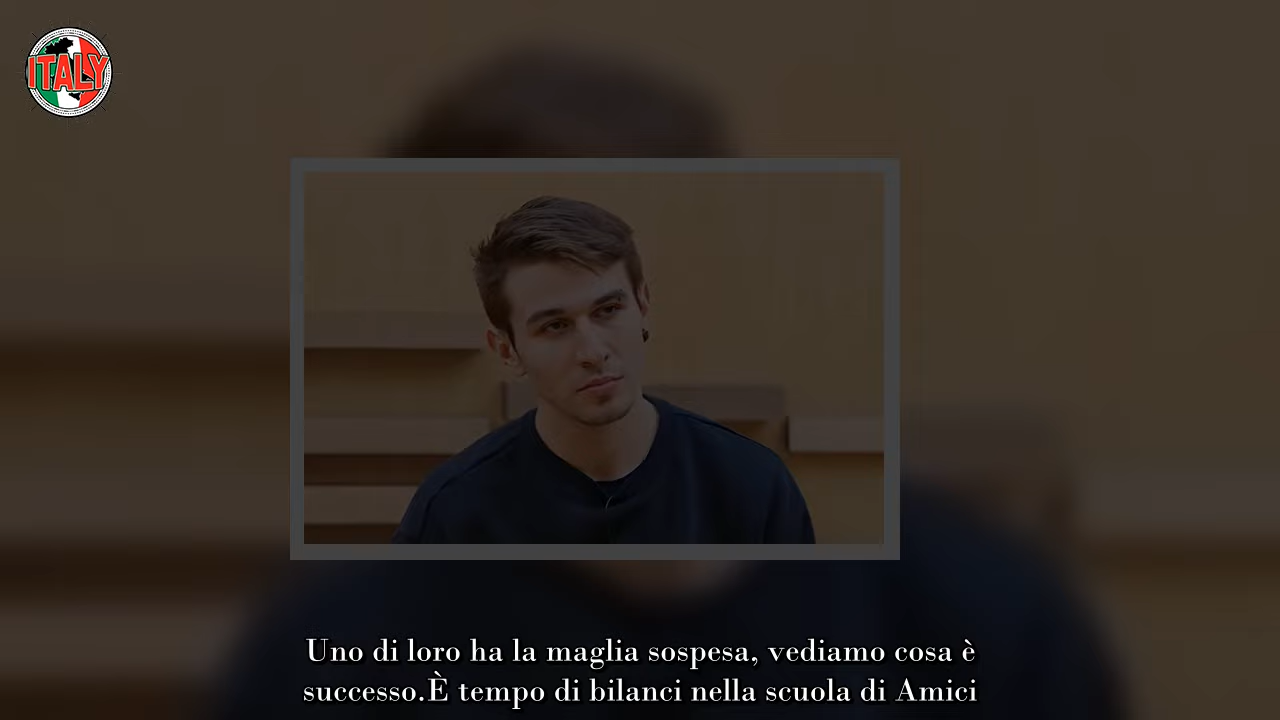 ITALY
Uno di loro ha la maglia sospesa, vediamo cosa è
successo.È tempo di bilanci nella scuola di Amici